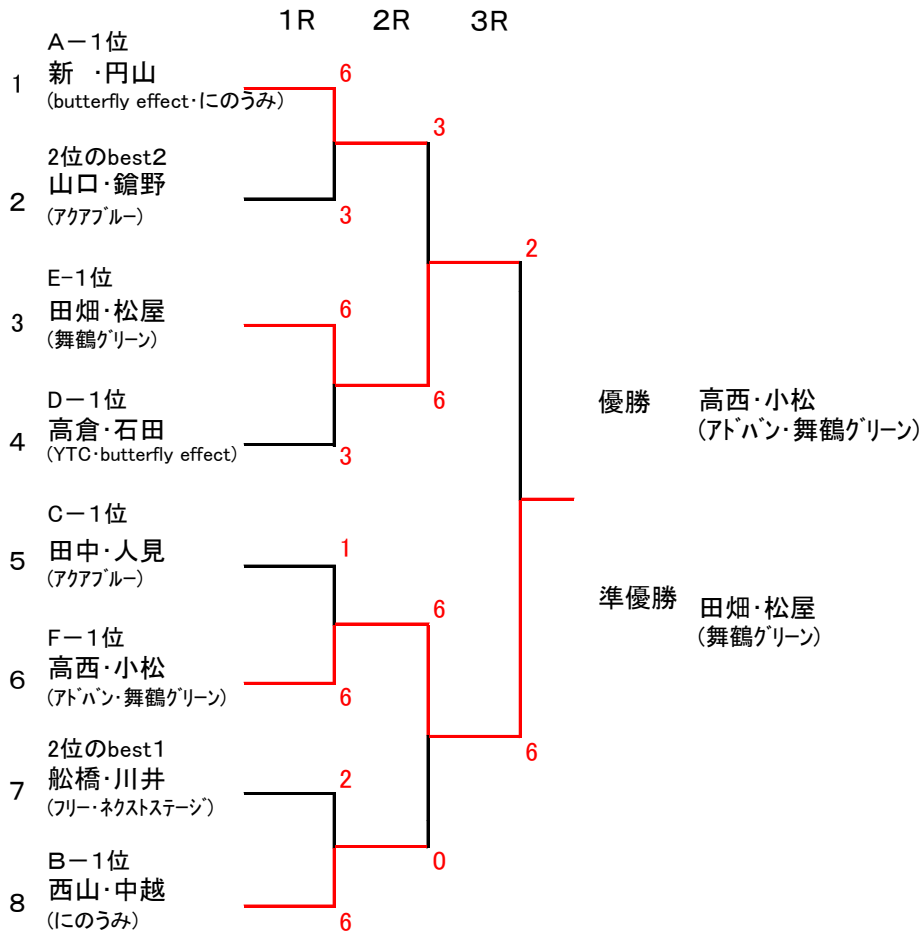 1R 2R 3R
A－1位
1 新　・円山 6
(butterfly effect・にのうみ)
3
2位のbest2
2 山口・鎗野
(アクアブルー) 3
2
E-1位
3 田畑・松屋 6
(舞鶴グリーン)
D－1位 6
4 高倉・石田
(YTC・butterfly effect) 3
優勝 高西・小松
(アドバン・舞鶴グリーン)
C－1位
5 田中・人見 1
(アクアブルー)
準優勝 田畑・松屋
(舞鶴グリーン)
6
F－1位
6 高西・小松
(アドバン・舞鶴グリーン) 6
6
2位のbest1
7 舩橋・川井 2
(フリー・ネクストステージ)
0
B－1位
8 西山・中越
(にのうみ) 6